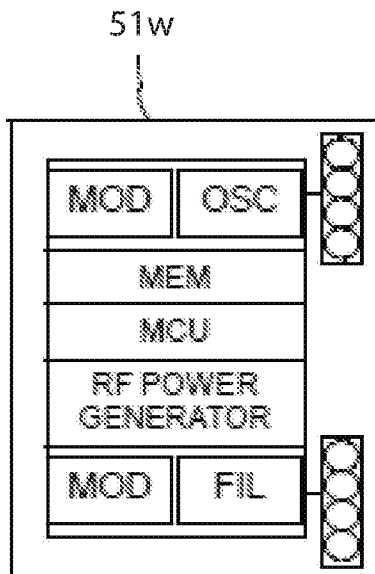 51w
MOD OSC
MEM
MCU
RF POWER
GENERATOR
MOD FIL